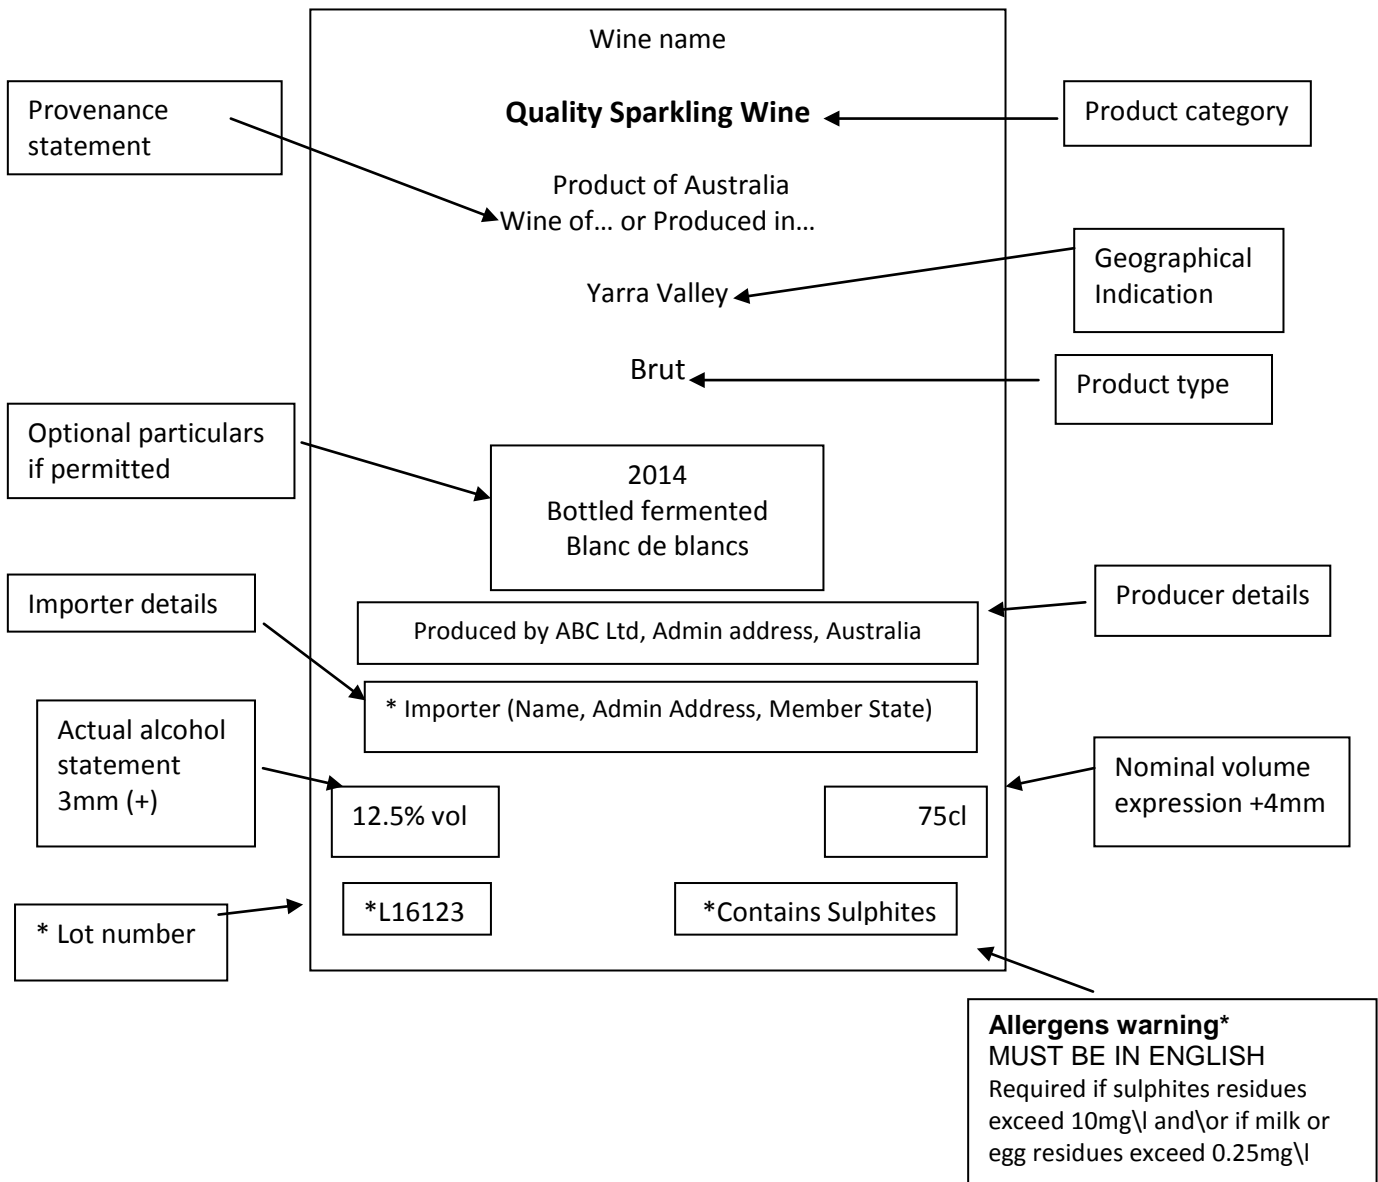 Wine name
Provenance
statement
Quality Sparkling Wine
Product category
Product of Australia
Wine of... or Produced in...
Geographical
Indication
Yarra Valley
Brut
Product type
Optional particulars
if permitted
2014
Bottled fermented
Blanc de blancs
Importer details
Producer details
Produced by ABC Ltd, Admin address, Australia
* Importer (Name, Admin Address, Member State)
Actual alcohol
statement
3mm (+)
12.5% vol
75cl
Nominal volume
expression +4mm
* Lot number
*L16123
*Contains Sulphites
Allergens warning*
MUST BE IN ENGLISH
Required if sulphites residues
exceed 10mg\l and\or if milk or
egg residues exceed 0.25mg\l